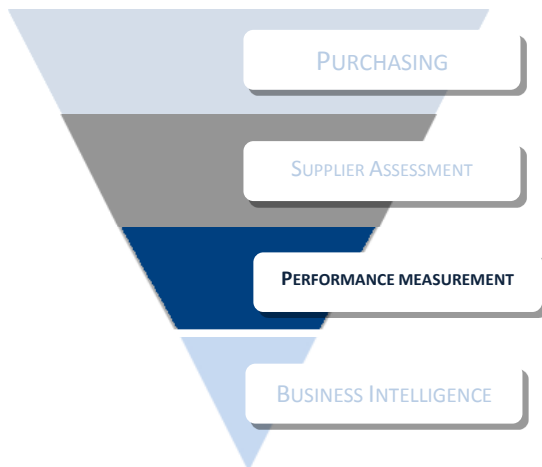 PURCHASING
SUPPLIER ASSESSMENT
PERFORMANCE MEASUREMENT
BUSINESS INTELLIGENCE